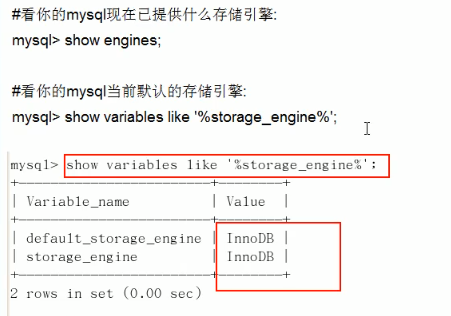 #看你的mysql现在已提供什么存储引擎:
mysql> show engines;
#看你的mysql当前默认的存储引擎:
mysql> show variables like '%storage_engine%';
mysql> show variables like '%storage_engine%';
+------------------------+--------+
| Variable_name | Value |
+------------------------+--------+
| default_storage_engine | InnoDB |
| storage_engine | InnoDB |
+------------------------+--------+
2 rows in set (0.00 sec)